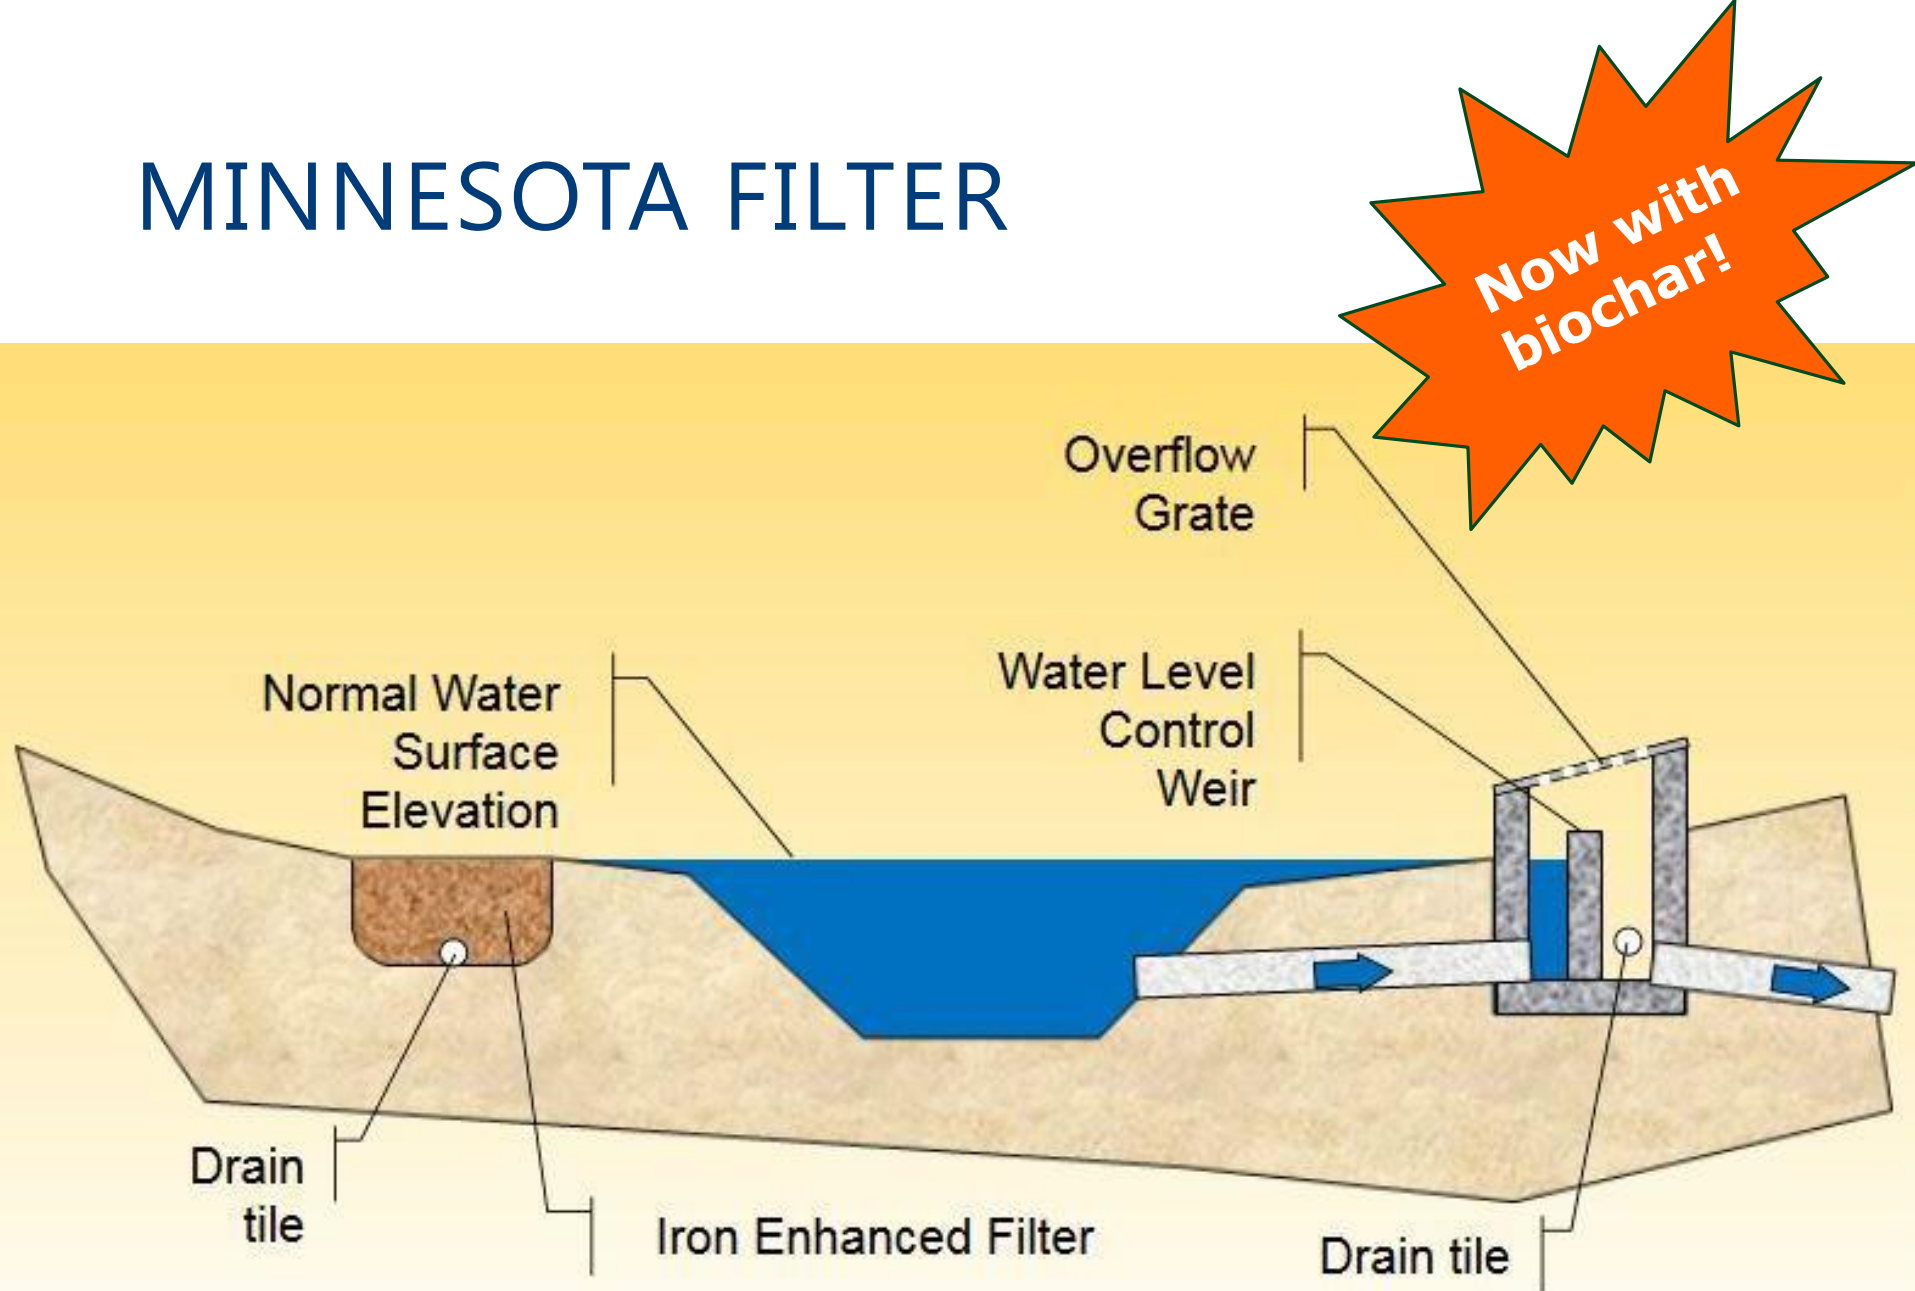 MINNESOTA FILTER
Now with
biochar!
Overflow
Grate
Normal Water
Surface
Elevation
Water Level
Control
Weir
Drain
tile
Iron Enhanced Filter
Drain tile